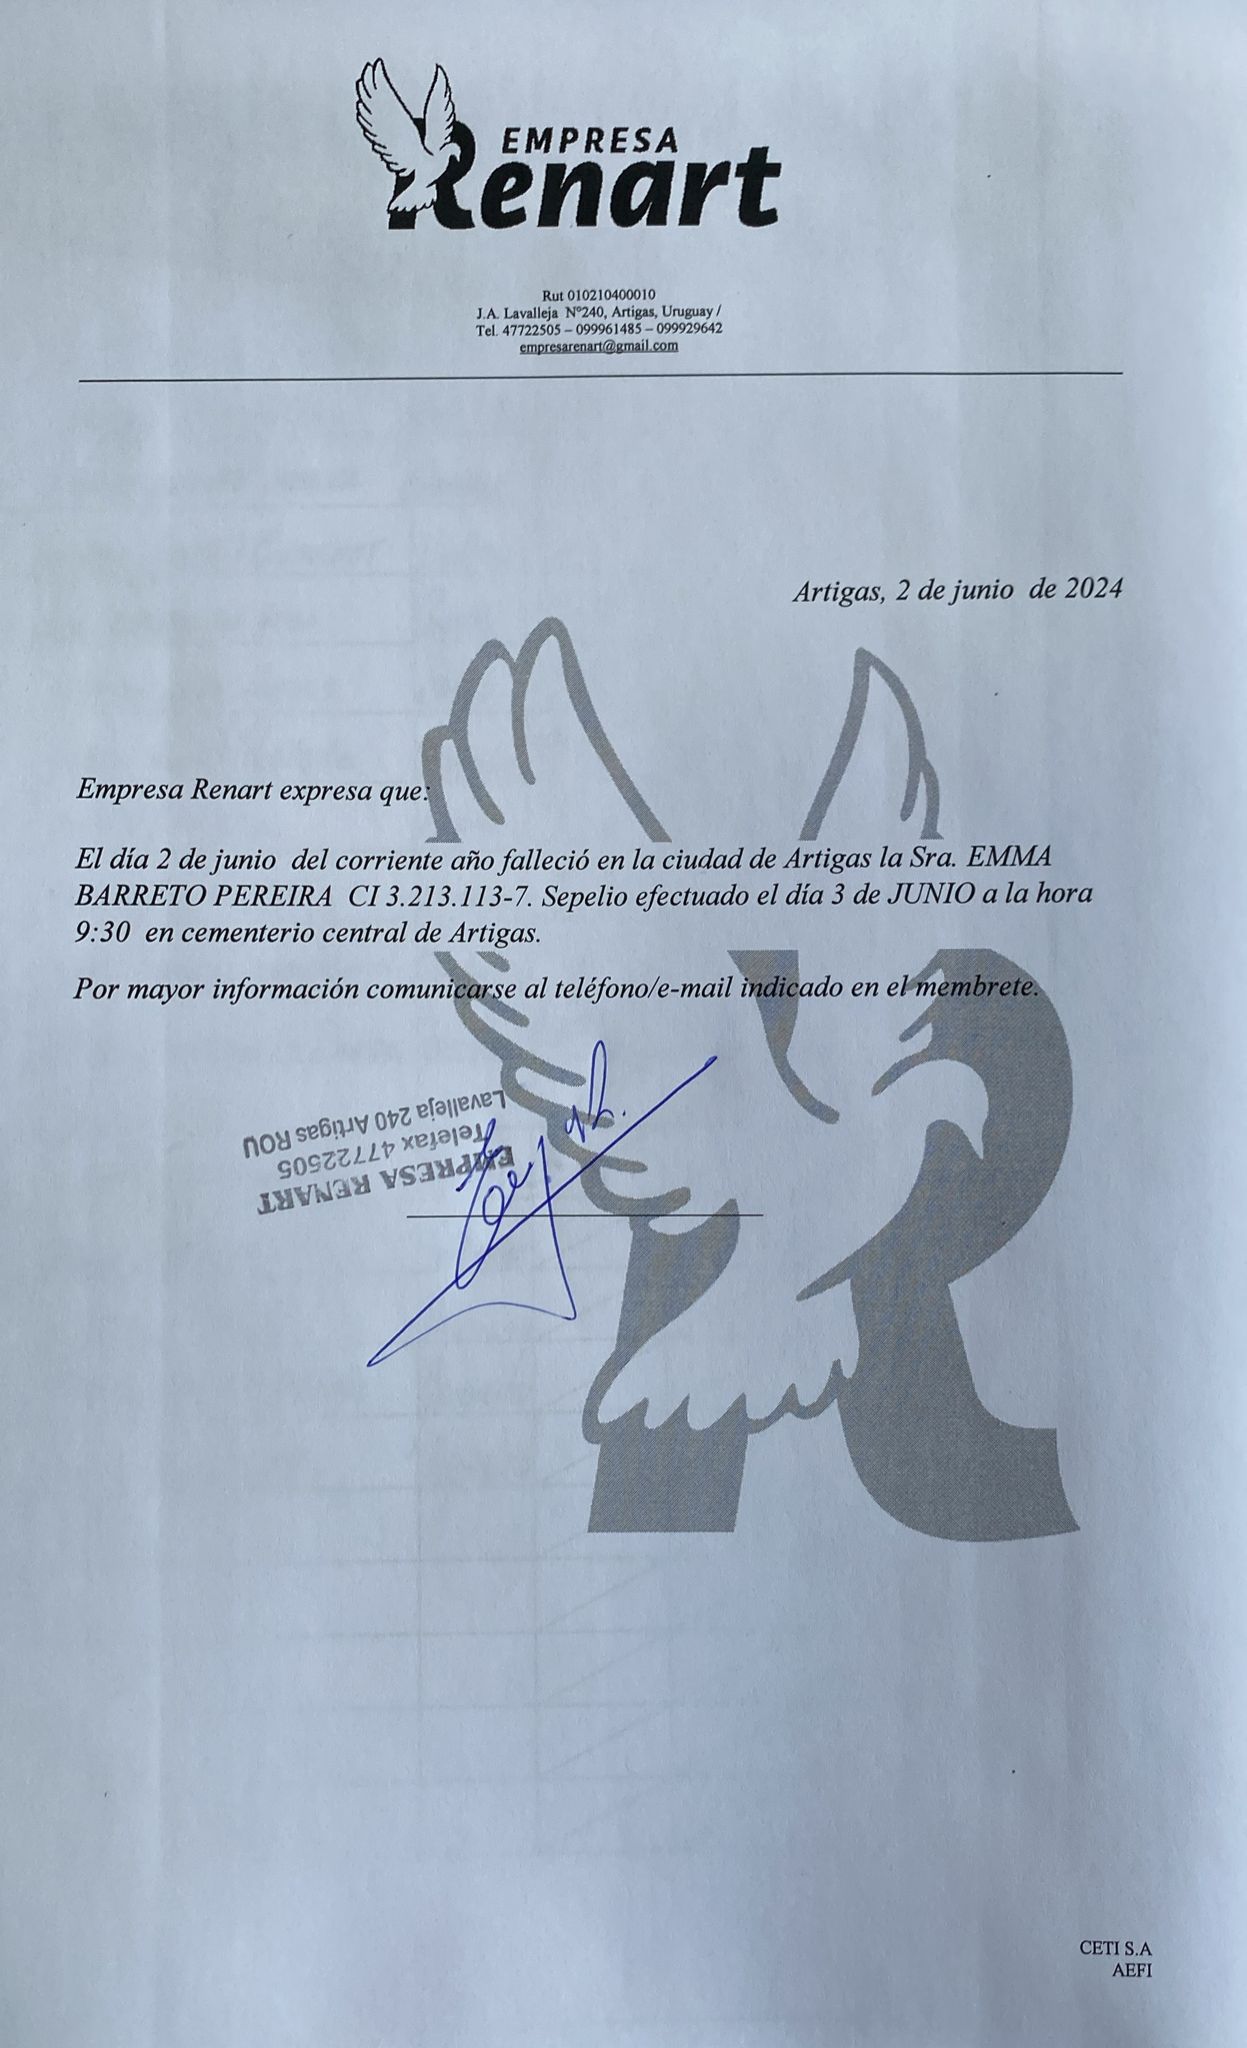 EMPRESA
Renart
Rut 010210400010
J.A. Lavalleja N°240, Artigas, Uruguay /
Tel. 47722505 – 099961485 – 099929642
empresarenart@gmail.com
Artigas, 2 de junio de 2024
Empresa Renart expresa que:
El día 2 de junio del corriente año falleció en la ciudad de Artigas la Sra. EMMA
BARRETO PEREIRA CI 3.213.113-7. Sepelio efectuado el día 3 de JUNIO a la hora
9:30 en cementerio central de Artigas.
Por mayor información comunicarse al teléfono/e-mail indicado en el membrete.
EMPRESA RENART
Telefax 47722505
Lavalleja 240 Artigas ROU
CETI S.A
AEFI